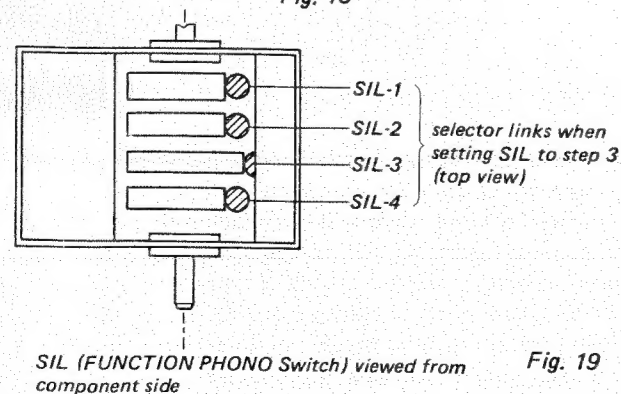 SIL-1
SIL-2
SIL-3
SIL-4
selector links when
setting SIL to step 3
(top view)
SIL (FUNCTION PHONO Switch) viewed from
component side
Fig. 19